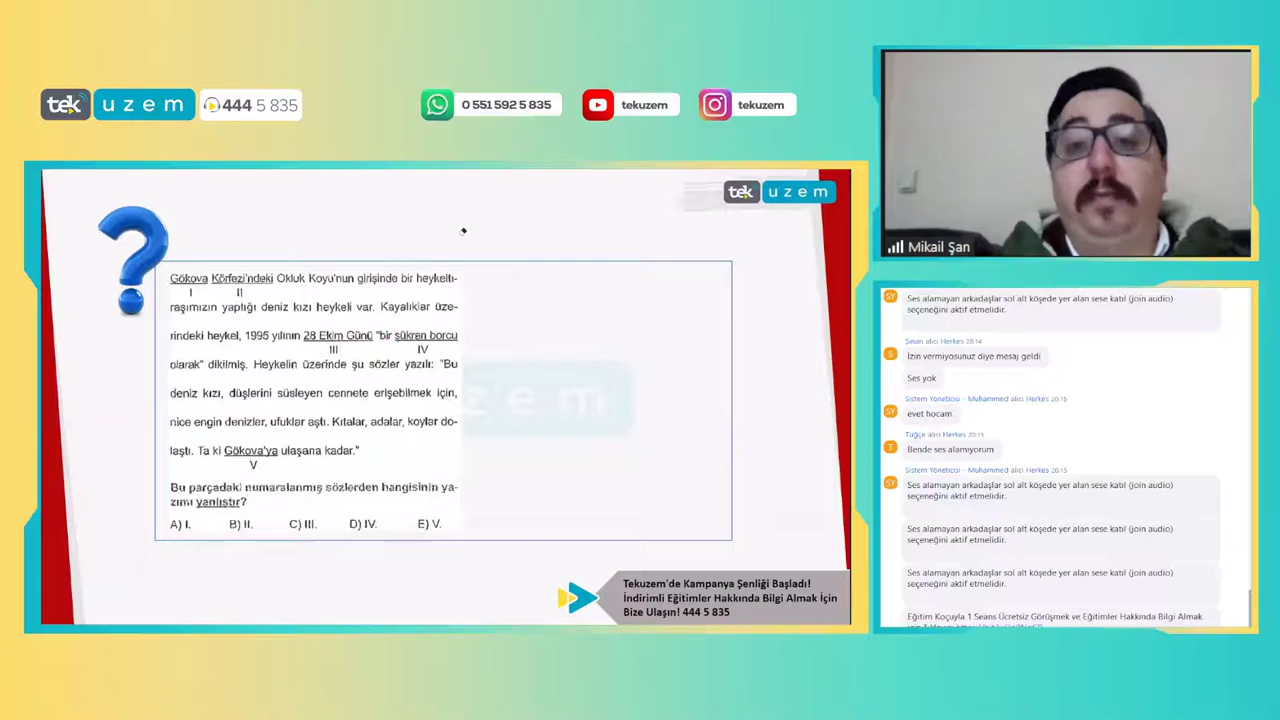 tek uzem 444 5 835
0 551 592 5 835
tekuzem
tekuzem
tek uzem
Gökova Körfezi'ndeki Okluk Koyu'nun girişinde bir heykeltı-
I II
raşımızın yaptığı deniz kızı heykeli var. Kayalıklar üze-
rindeki heykel, 1995 yılının 28 Ekim Günü "bir şükran borcu
III IV
olarak" dikilmiş. Heykelin üzerinde şu sözler yazılı: "Bu
deniz kızı, düşlerini süsleyen cennete erişebilmek için,
nice engin denizler, ufuklar aştı. Kıtalar, adalar, koylar do-
laştı. Ta ki Gökova'ya ulaşana kadar."
V
Bu parçadaki numaralanmış sözlerden hangisinin ya-
zımı yanlıştır?
A) I. B) II. C) III. D) IV. E) V.
zem
Tekuzem'de Kampanya Şenliği Başladı!
İndirimli Eğitimler Hakkında Bilgi Almak İçin
Bize Ulaşın! 444 5 835
Mikail Şan
SY
Ses alamayan arkadaşlar sol alt köşede yer alan sese katıl (join audio)
seçeneğini aktif etmelidir.
Sinan alıcı Herkes 20:14
S
İzin vermiyosunuz diye mesaj geldi
Ses yok
Sistem Yöneticisi - Muhammed alıcı Herkes 20:15
SY
evet hocam
Tuğçe alıcı Herkes 20:15
T
Bende ses alamıyorum
Sistem Yöneticisi - Muhammed alıcı Herkes 20:15
SY
Ses alamayan arkadaşlar sol alt köşede yer alan sese katıl (join audio)
seçeneğini aktif etmelidir.
Ses alamayan arkadaşlar sol alt köşede yer alan sese katıl (join audio)
seçeneğini aktif etmelidir.
Ses alamayan arkadaşlar sol alt köşede yer alan sese katıl (join audio)
seçeneğini aktif etmelidir.
Eğitim Koçuyla 1 Seans Ücretsiz Görüşmek ve Eğitimler Hakkında Bilgi Almak